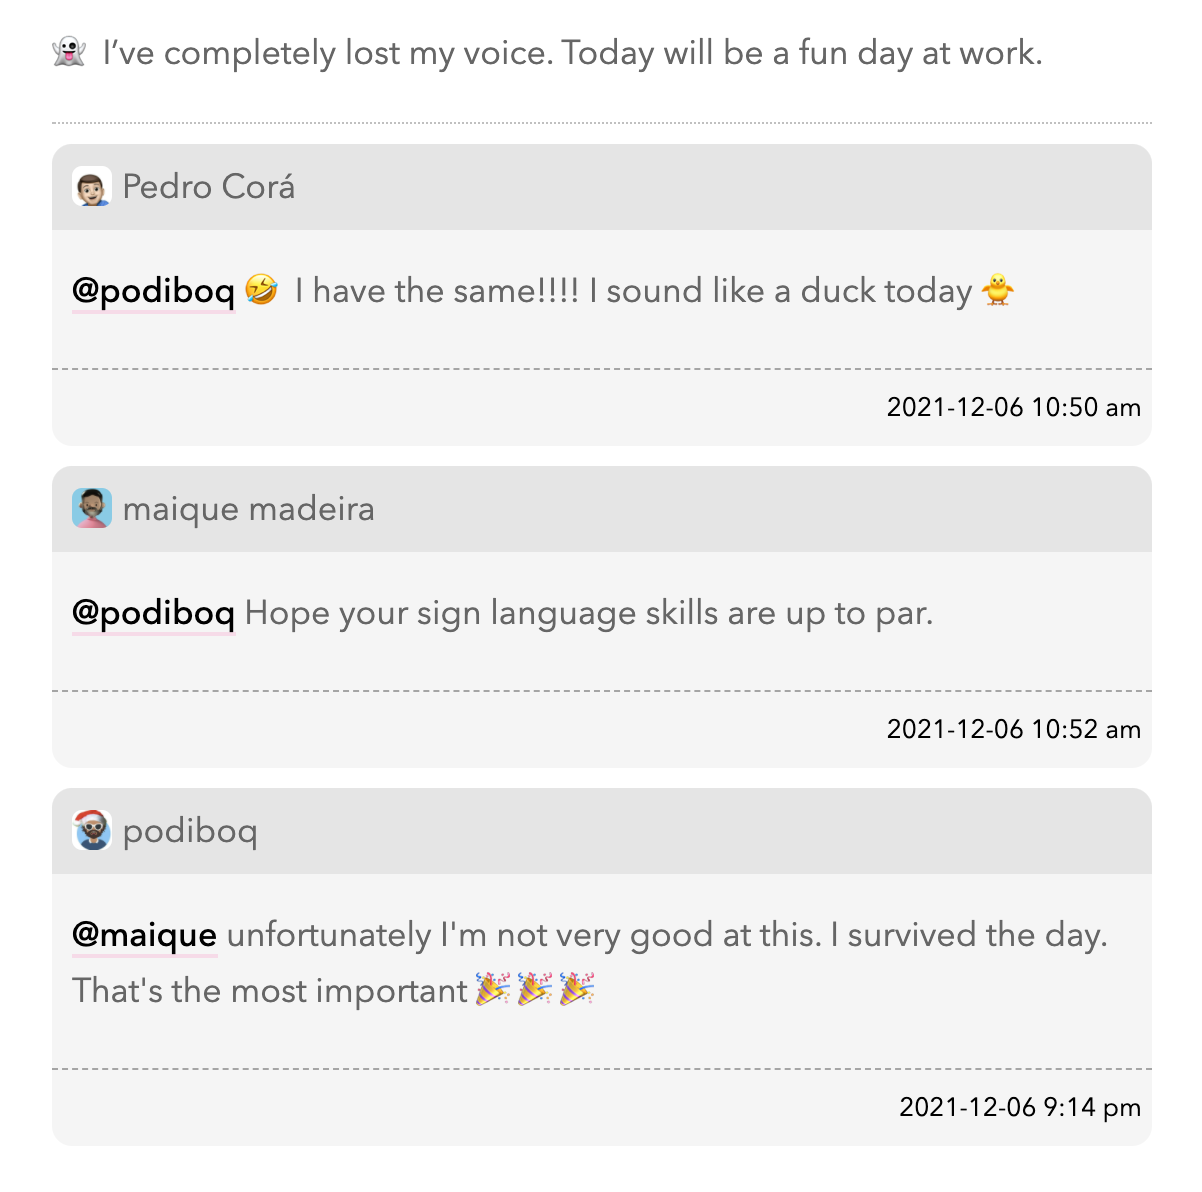 👻 I’ve completely lost my voice. Today will be a fun day at work.
Pedro Corá
@podiboq 🤣 I have the same!!!! I sound like a duck today 🐥
2021-12-06 10:50 am
maique madeira
@podiboq Hope your sign language skills are up to par.
2021-12-06 10:52 am
podiboq
@maique unfortunately I'm not very good at this. I survived the day.
That's the most important 🎉🎉🎉
2021-12-06 9:14 pm